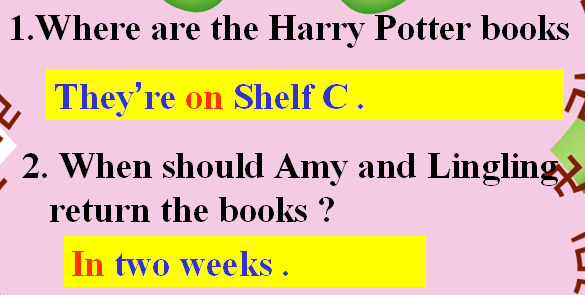 1.Where are the Harry Potter books
They're on Shelf C .
2. When should Amy and Lingling
return the books ?
In two weeks .